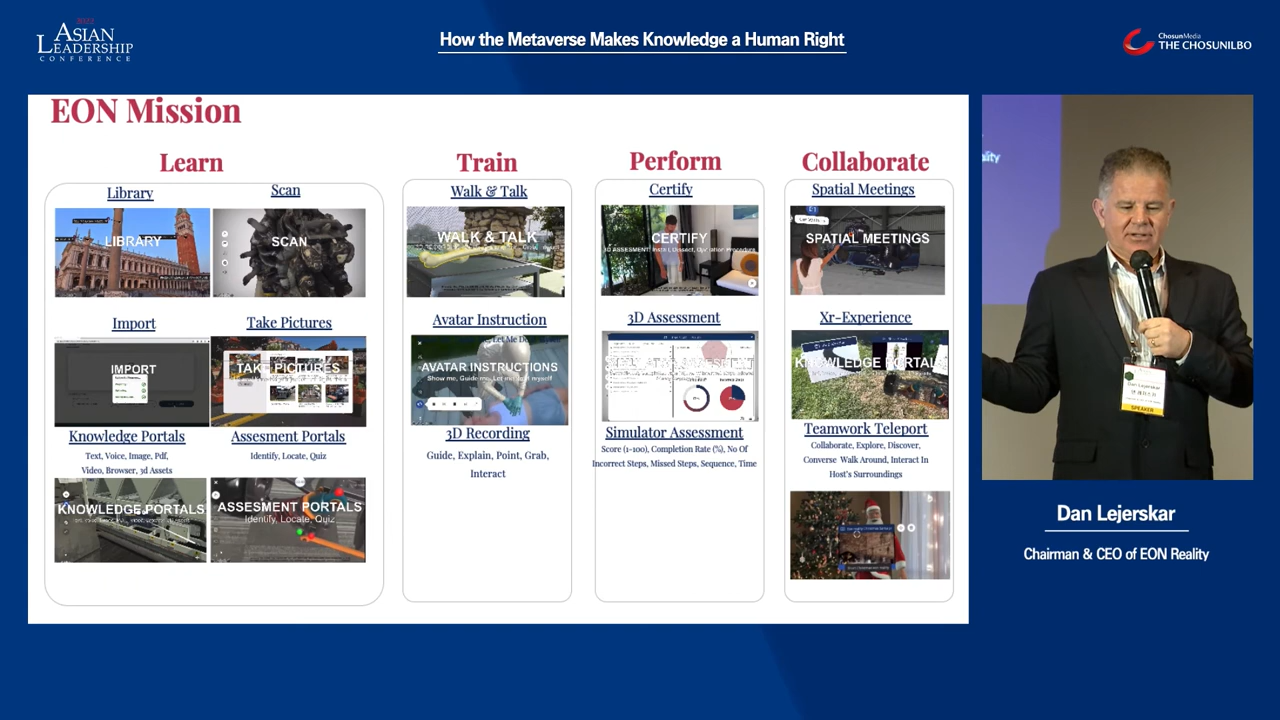 2022
ASIAN
LEADERSHIP
CONFERENCE
How the Metaverse Makes Knowledge a Human Right
ChosunMedia
THE CHOSUNILBO
EON Mission
Learn
Library
Scan
LIBRARY
SCAN
Import
Take Pictures
IMPORT
TAKE PICTURES
Knowledge Portals
Assesment Portals
Text, Voice, Image, Pdf,
Video, Browser, 3d Assets
Identify, Locate, Quiz
KNOWLEDGE PORTALS
ASSESMENT PORTALS
Identify, Locate, Quiz
Train
Walk & Talk
WALK & TALK
Avatar Instruction
AVATAR INSTRUCTIONS
Show me, Guide me, Let me do it myself
3D Recording
Guide, Explain, Point, Grab,
Interact
Perform
Certify
CERTIFY
3D Assessment
Simulator Assessment
Score (1-100), Completion Rate (%), No Of
Incorrect Steps, Missed Steps, Sequence, Time
Collaborate
Spatial Meetings
SPATIAL MEETINGS
Xr-Experience
KNOWLEDGE PORTALS
Teamwork Teleport
Collaborate, Explore, Discover,
Converse Walk Around, Interact In
Host's Surroundings
ality
Dan Lejerskar
SPEAKER
Dan Lejerskar
Chairman & CEO of EON Reality